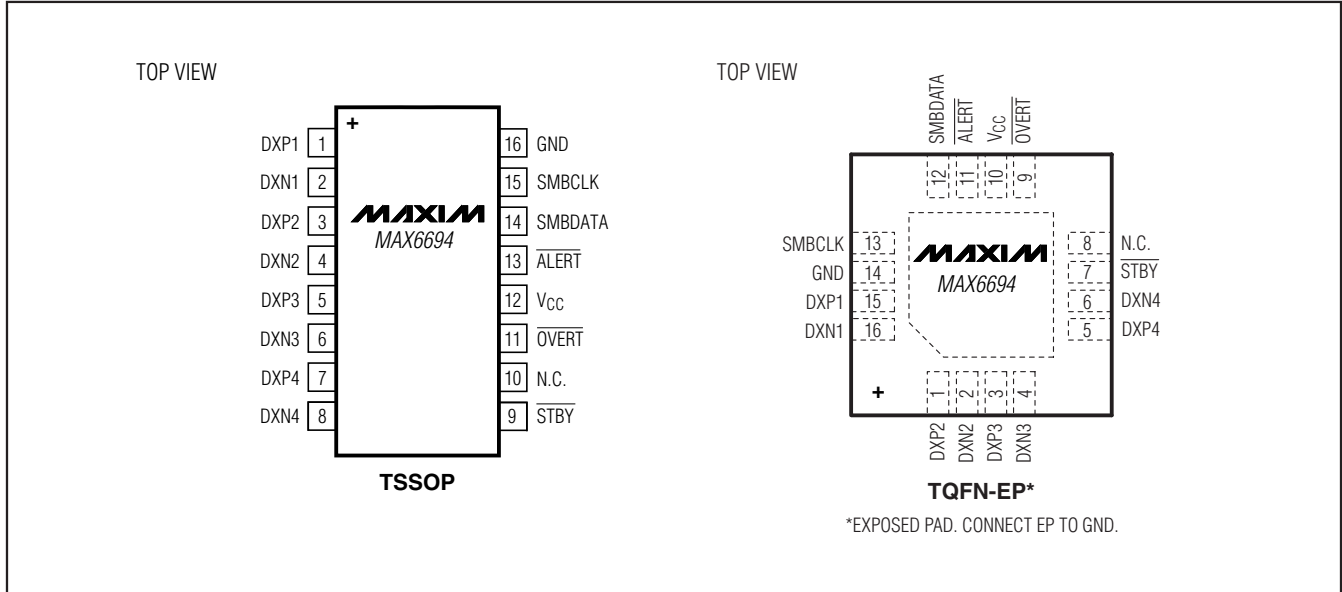 TOP VIEW
+
MAXIM
MAX6694
DXP1 1
DXN1 2
DXP2 3
DXN2 4
DXP3 5
DXN3 6
DXP4 7
DXN4 8
16 GND
15 SMBCLK
14 SMBDATA
13 ALERT
12 VCC
11 OVERT
10 N.C.
9 STBY
TSSOP
TOP VIEW
SMBDATA
ALERT
VCC
OVERT
12
11
10
9
SMBCLK 13
GND 14
DXP1 15
DXN1 16
MAXIM
MAX6694
8 N.C.
7 STBY
6 DXN4
5 DXP4
+
1
2
3
4
DXP2
DXN2
DXP3
DXN3
TQFN-EP*
*EXPOSED PAD. CONNECT EP TO GND.